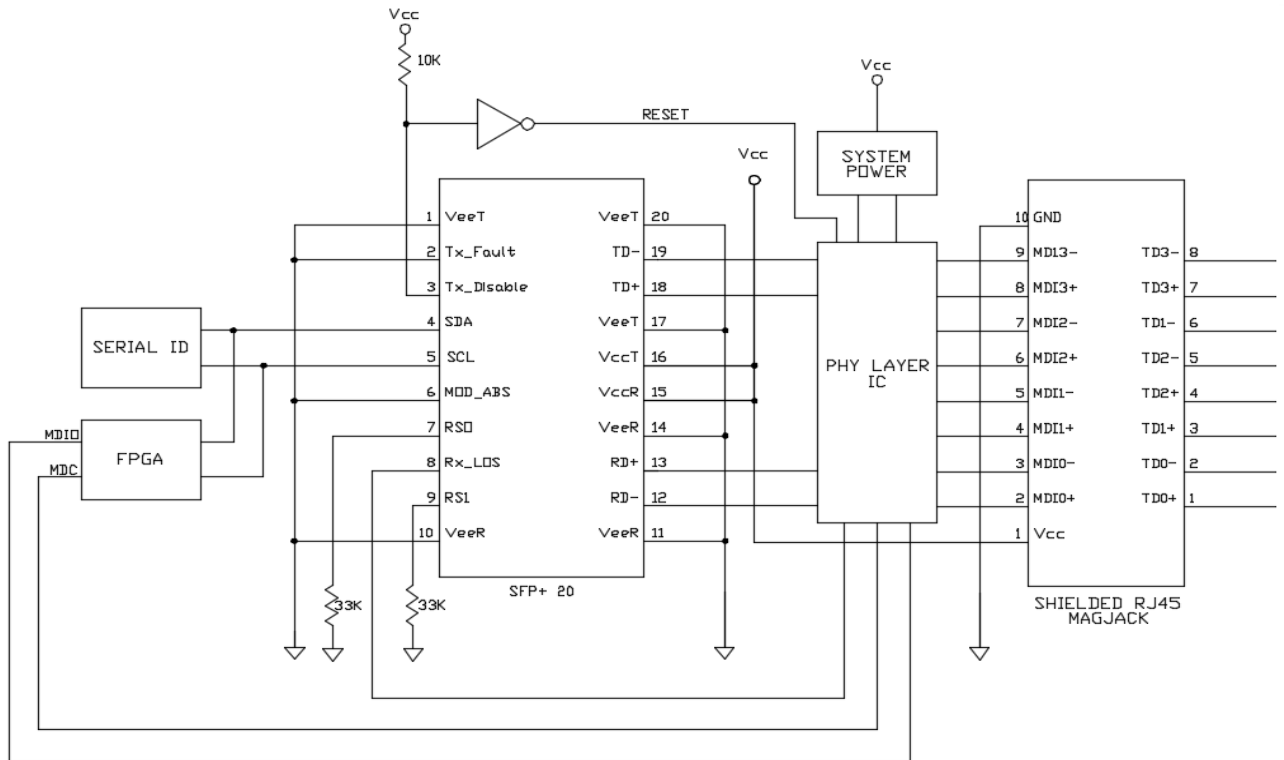 Vcc
10K
RESET
Vcc
SYSTEM
POWER
Vcc
1 VeeT VeeT 20
2 Tx_Fault TD- 19
3 Tx_Disable TD+ 18
4 SDA VeeT 17
5 SCL VccT 16
6 MOD_ABS VccR 15
7 RS0 VeeR 14
8 Rx_LOS RD+ 13
9 RS1 RD- 12
10 VeeR VeeR 11
SFP+ 20
SERIAL ID
FPGA
MDIO
MDC
33K
33K
PHY LAYER
IC
10 GND
9 MD13- TD3- 8
8 MDI3+ TD3+ 7
7 MDI2- TD1- 6
6 MDI2+ TD2- 5
5 MDI1- TD2+ 4
4 MDI1+ TD1+ 3
3 MDI0- TD0- 2
2 MDI0+ TD0+ 1
1 Vcc
SHIELDED RJ45
MAGJACK